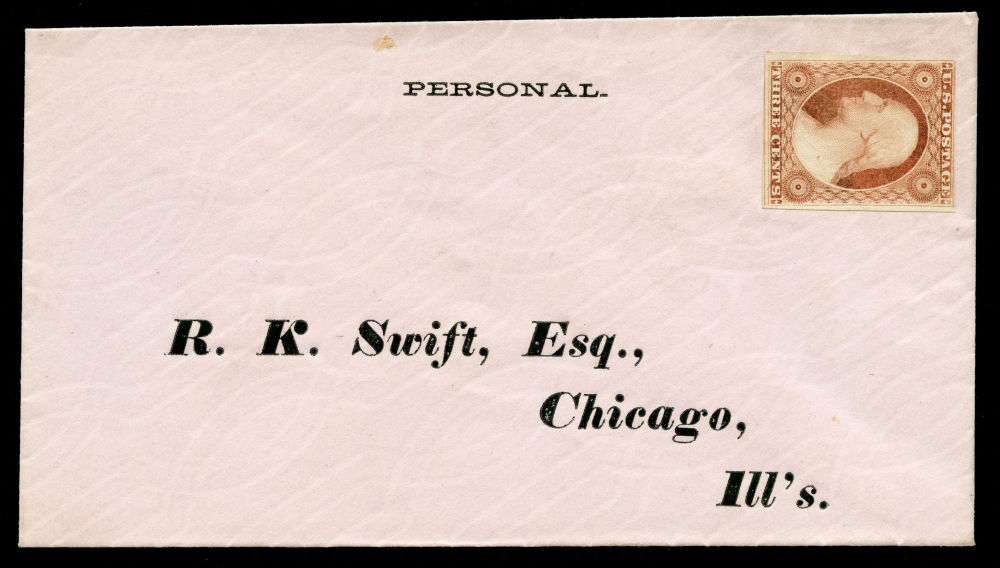 PERSONAL.
U.S. POSTAGE
THREE CENTS
R. K. Swift, Esq.,
Chicago,
Ill's.